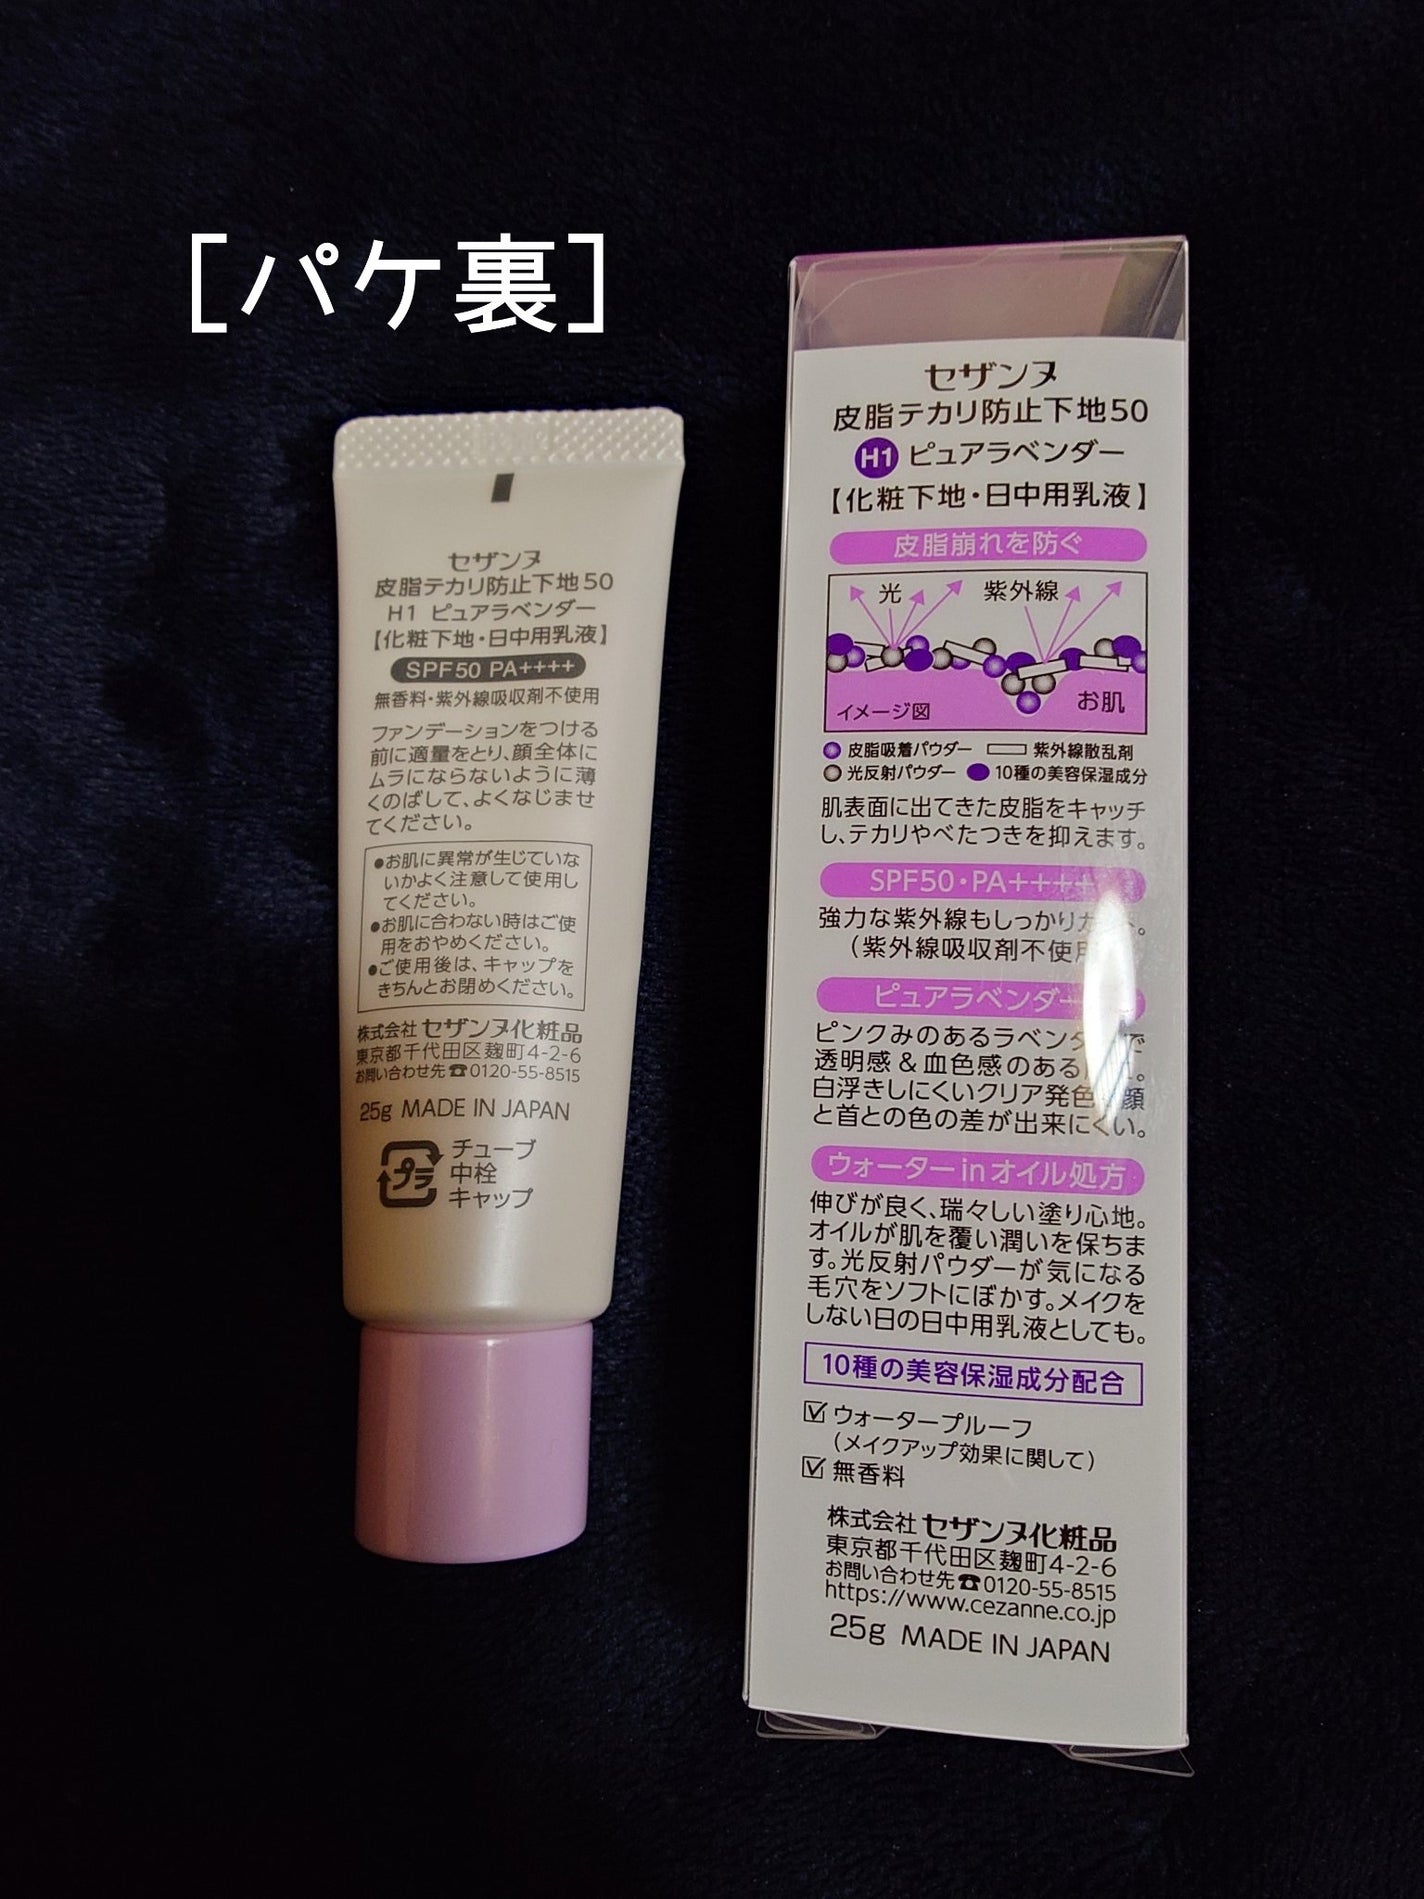 [パケ裏]
セザンヌ
皮脂テカリ防止下地50
H1 ピュアラベンダー
【化粧下地・日中用乳液】
SPF50 PA++++
無香料・紫外線吸収剤不使用
ファンデーションをつける
前に適量をとり、顔全体に
ムラにならないように薄
くのばして、よくなじませ
てください。
●お肌に異常が生じていな
いかよく注意して使用し
てください。
●お肌に合わない時はご使
用をおやめください。
●ご使用後は、キャップを
きちんとお閉めください。
株式会社 セザンヌ化粧品
東京都千代田区麹町4-2-6
お問い合わせ先☎0120-55-8515
25g MADE IN JAPAN
プラ
チューブ
中栓
キャップ
セザンヌ
皮脂テカリ防止下地50
H1 ピュアラベンダー
【化粧下地・日中用乳液】
皮脂崩れを防ぐ
光 紫外線
イメージ図 お肌
皮脂吸着パウダー 紫外線散乱剤
光反射パウダー 10種の美容保湿成分
肌表面に出てきた皮脂をキャッチ
し、テカリやべたつきを抑えます。
SPF50・PA++++
強力な紫外線もしっかり
(紫外線吸収剤不使用
ピュアラベンダー
ピンクみのあるラベンダ で
透明感&血色感のある
白浮きしにくいクリア発色 顔
と首との色の差が出来にくい。
ウォーターinオイル処方
伸びが良く、瑞々しい塗り心地。
オイルが肌を覆い潤いを保ちま
す。光反射パウダーが気になる
毛穴をソフトにぼかす。メイクを
しない日の日中用乳液としても。
10種の美容保湿成分配合
☑ウォータープルーフ
(メイクアップ効果に関して)
☑無香料
株式会社 セザンヌ化粧品
東京都千代田区麹町4-2-6
お問い合わせ先☎0120-55-8515
https://www.cezanne.co.jp
25g MADE IN JAPAN